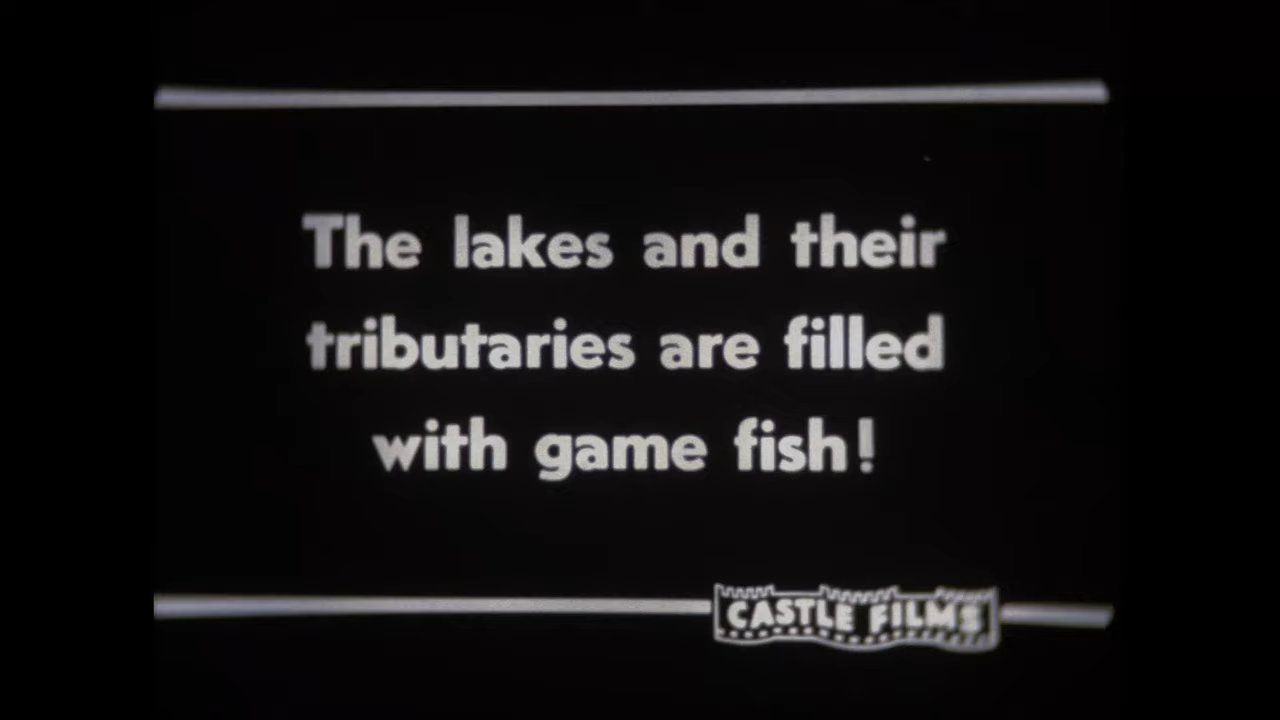 The lakes and their
tributaries are filled
with game fish!
CASTLE FILMS